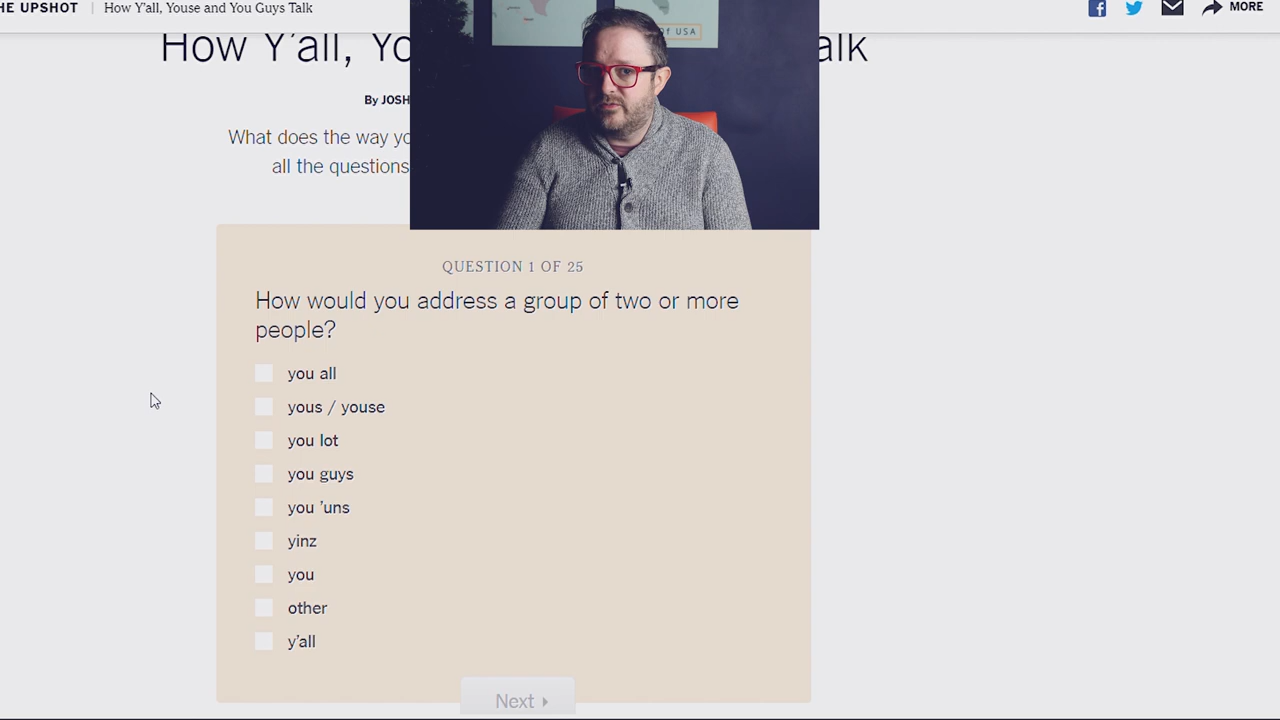 HE UPSHOT | How Y'all, Youse and You Guys Talk
MORE
How Y'all, Yo alk
By JOSH
of USA
What does the way yo
all the questions
QUESTION 1 OF 25
How would you address a group of two or more
people?
you all
yous / youse
you lot
you guys
you 'uns
yinz
you
other
y'all
Next